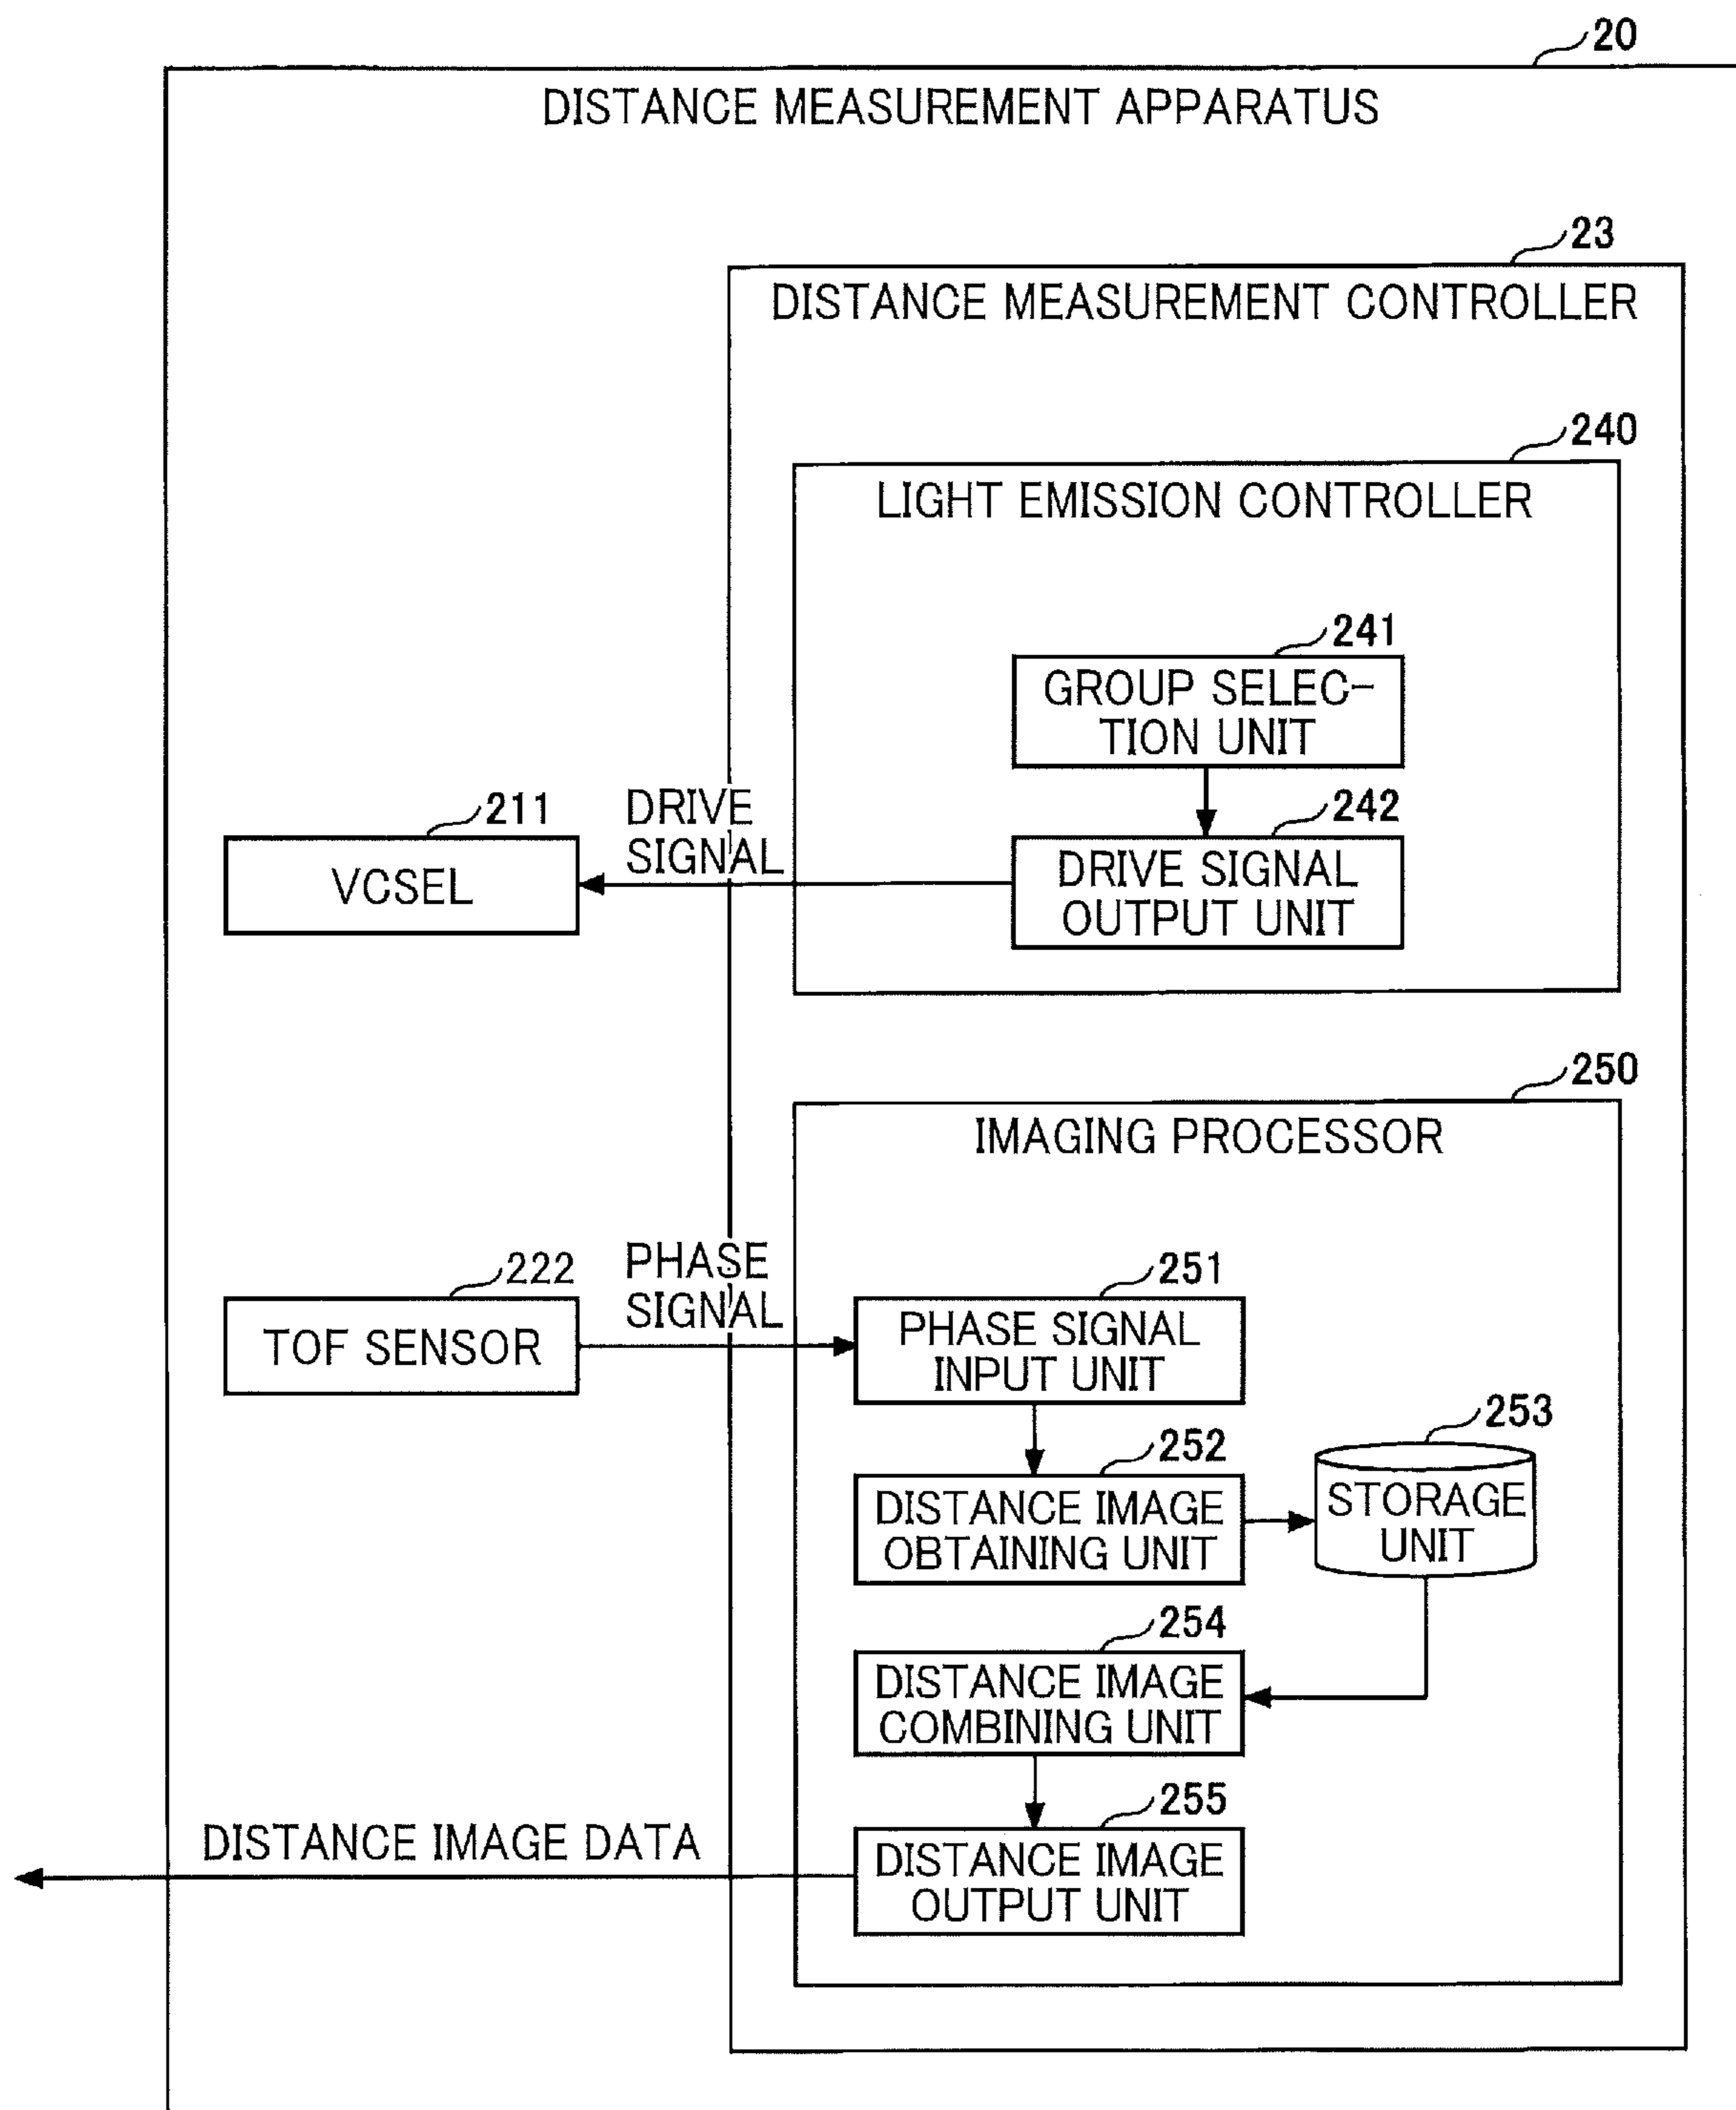 20
DISTANCE MEASUREMENT APPARATUS
23
DISTANCE MEASUREMENT CONTROLLER
240
LIGHT EMISSION CONTROLLER
241
GROUP SELEC-
TION UNIT
211
VCSEL
DRIVE
SIGNAL
242
DRIVE SIGNAL
OUTPUT UNIT
250
IMAGING PROCESSOR
222
TOF SENSOR
PHASE
SIGNAL
251
PHASE SIGNAL
INPUT UNIT
252
DISTANCE IMAGE
OBTAINING UNIT
253
STORAGE
UNIT
254
DISTANCE IMAGE
COMBINING UNIT
255
DISTANCE IMAGE
OUTPUT UNIT
DISTANCE IMAGE DATA